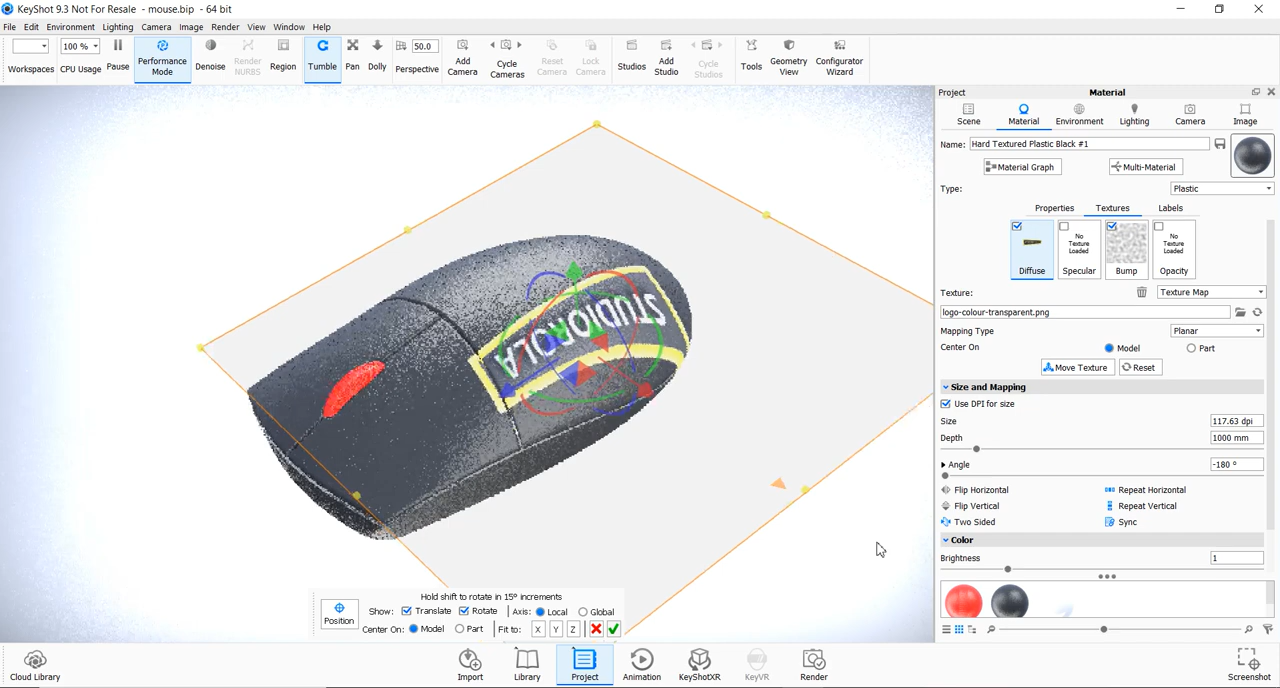 KeyShot 9.3 Not For Resale - mouse.bip - 64 bit
File Edit Environment Lighting Camera Image Render View Window Help
100 % 50.0
Workspaces CPU Usage Pause Performance Mode Denoise Render NURBS Region Tumble Pan Dolly Perspective Add Camera Cycle Cameras Reset Camera Lock Camera Studios Add Studio Cycle Studios Tools Geometry View Configurator Wizard
Project Material
Scene Material Environment Lighting Camera Image
Name: Hard Textured Plastic Black #1
Material Graph Multi-Material
Type: Plastic
Properties Textures Labels
No Texture Loaded No Texture Loaded
Diffuse Specular Bump Opacity
Texture: Texture Map
logo-colour-transparent.png
Mapping Type Planar
Center On Model Part
Move Texture Reset
Size and Mapping
Use DPI for size
Size 117.63 dpi
Depth 1000 mm
Angle -180 °
Flip Horizontal Repeat Horizontal
Flip Vertical Repeat Vertical
Two Sided Sync
Color
Brightness 1
Hold shift to rotate in 15° increments
Position Show: Translate Rotate Axis: Local Global
Center On: Model Part Fit to: X Y Z
Cloud Library Import Library Project Animation KeyShotXR KeyVR Render Screenshot